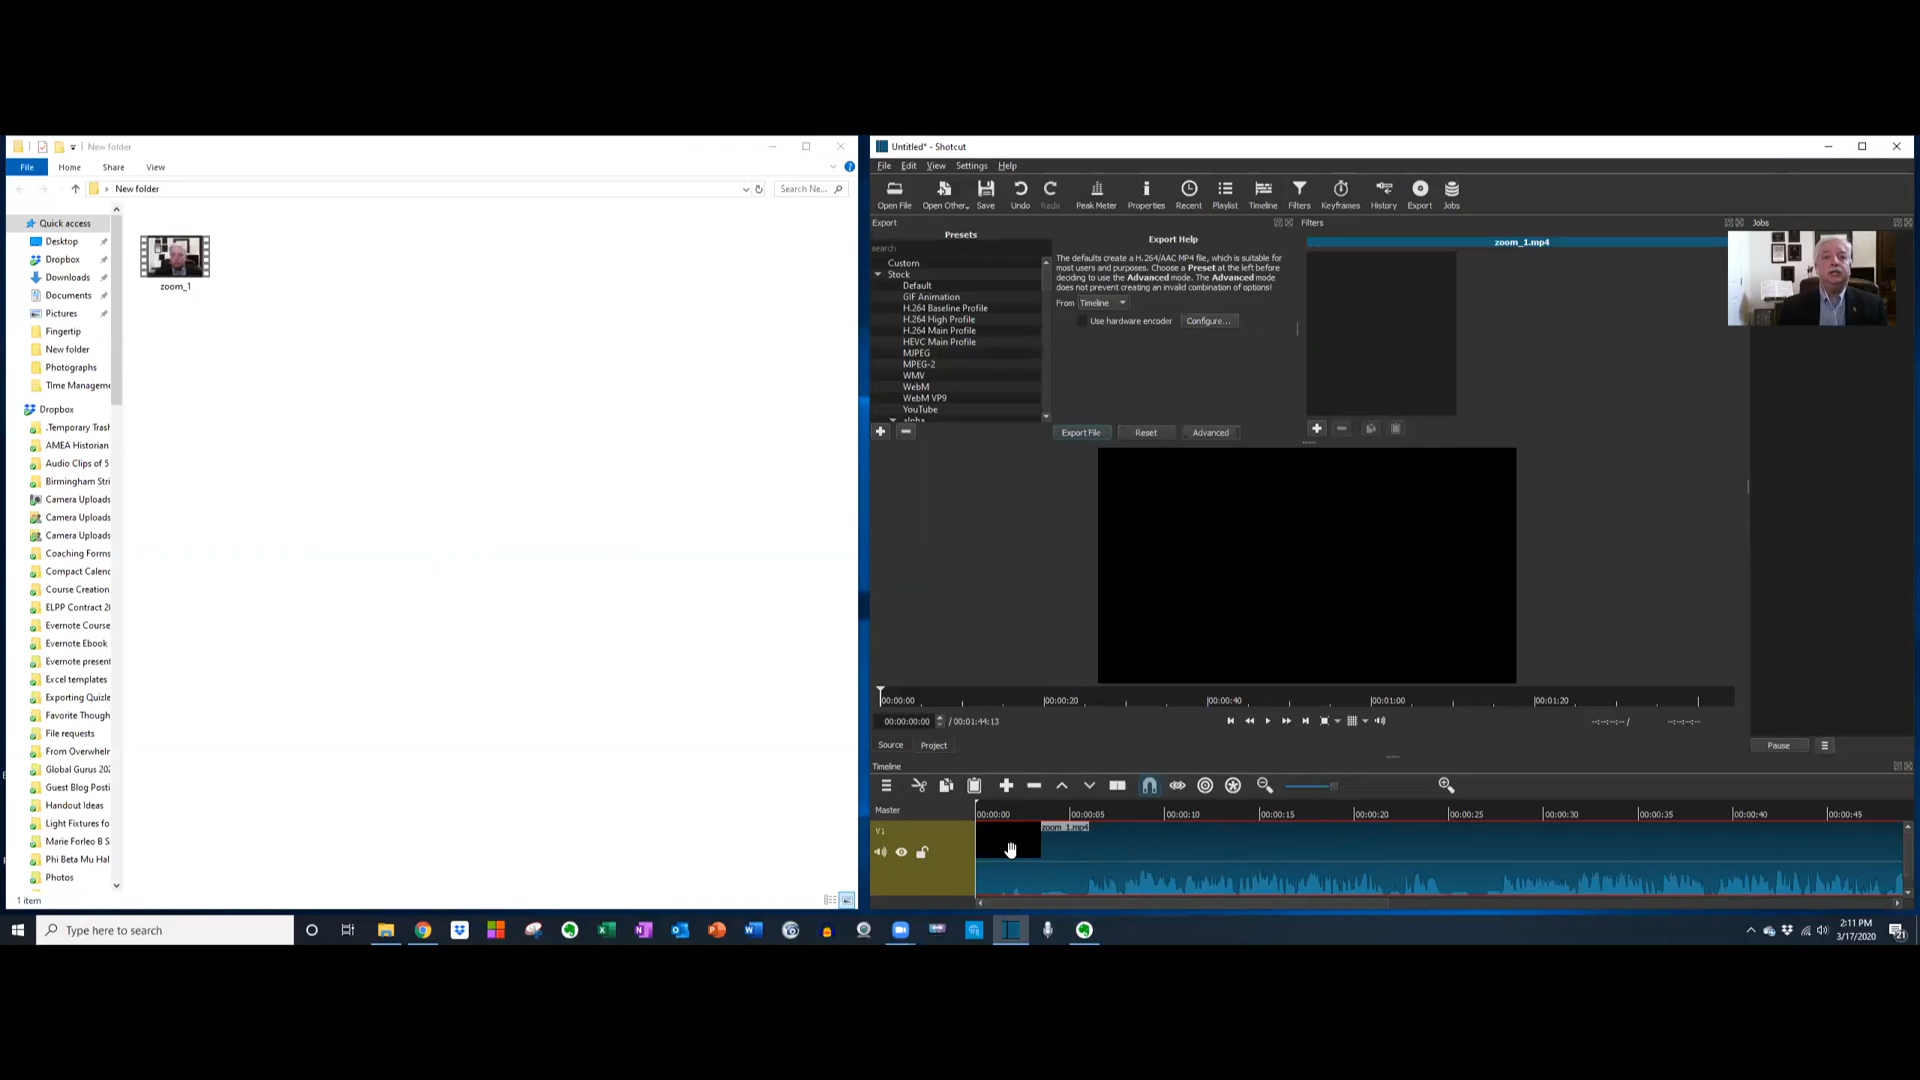 New folder
File
Home
Share
View
New folder
Search Ne...
Quick access
Desktop
Dropbox
Downloads
Documents
Pictures
Fingertip
New folder
Photographs
Time Manageme
Dropbox
.Temporary Trash
AMEA Historian
Audio Clips of 5
Birmingham Stri
Camera Uploads
Camera Uploads
Camera Uploads
Coaching Forms
Compact Calend
Course Creation
ELPP Contract 20
Evernote Course
Evernote Ebook
Evernote present
Excel templates
Exporting Quizle
Favorite Though
File requests
From Overwhelm
Global Gurus 202
Guest Blog Posti
Handout Ideas
Light Fixtures fo
Marie Forleo B S
Phi Beta Mu Hal
Photos
zoom_1
1 item
Untitled* - Shotcut
File Edit View Settings Help
Open File
Open Other..
Save
Undo
Redo
Peak Meter
Properties
Recent
Playlist
Timeline
Filters
Keyframes
History
Export
Jobs
Export
Presets
search
Custom
Stock
Default
GIF Animation
H.264 Baseline Profile
H.264 High Profile
H.264 Main Profile
HEVC Main Profile
MJPEG
MPEG-2
WMV
WebM
WebM VP9
YouTube
alpha
Export Help
The defaults create a H.264/AAC MP4 file, which is suitable for
most users and purposes. Choose a Preset at the left before
deciding to use the Advanced mode. The Advanced mode
does not prevent creating an invalid combination of options!
From Timeline
Use hardware encoder
Configure...
Export File
Reset
Advanced
Filters
zoom_1.mp4
Jobs
00:00:00
00:00:20
00:00:40
00:01:00
00:01:20
00:00:00:00 / 00:01:44:13
--:--:--:-- /
--:--:--:--
Source
Project
Pause
Timeline
Master
00:00:00
00:00:05
00:00:10
00:00:15
00:00:20
00:00:25
00:00:30
00:00:35
00:00:40
00:00:45
V1
zoom_1.mp4
Type here to search
2:11 PM
3/17/2020
21